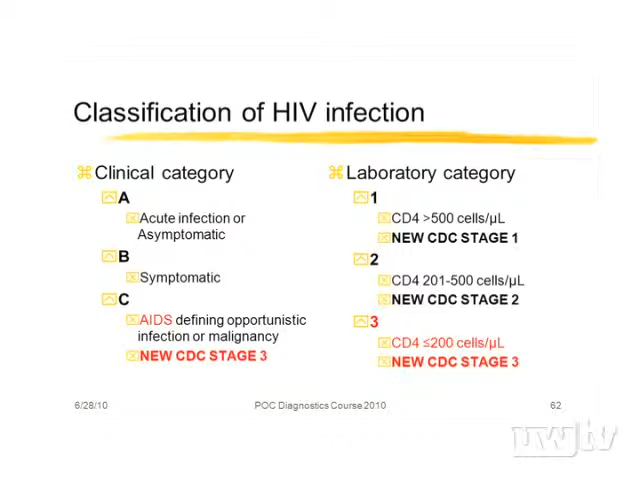 Classification of HIV infection
Clinical category
A
Acute infection or
Asymptomatic
B
Symptomatic
C
AIDS defining opportunistic
infection or malignancy
NEW CDC STAGE 3
Laboratory category
1
CD4 >500 cells/µL
NEW CDC STAGE 1
2
CD4 201-500 cells/µL
NEW CDC STAGE 2
3
CD4 ≤200 cells/µL
NEW CDC STAGE 3
6/28/10
POC Diagnostics Course 2010
62
uwtv